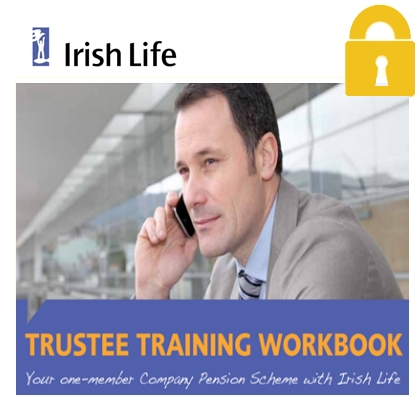 Irish Life
TRUSTEE TRAINING WORKBOOK
Your one-member Company Pension Scheme with Irish Life